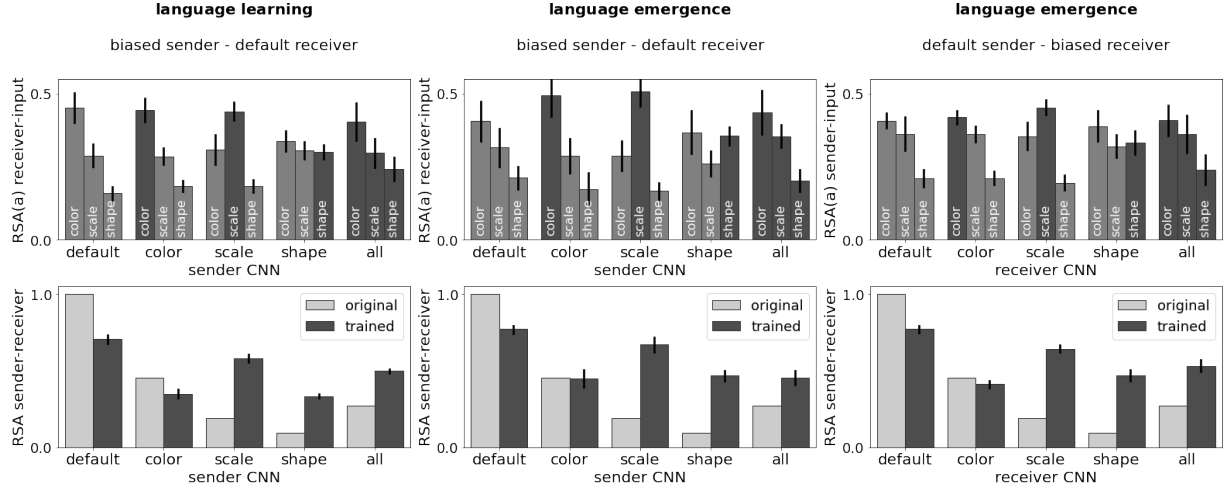 language learning
biased sender - default receiver
RSA(a) receiver-input
0.5
0.0
color scale shape color scale shape color scale shape color scale shape color scale shape
default color scale shape all
sender CNN
RSA sender-receiver
1.0
0.0
original
trained
default color scale shape all
sender CNN
language emergence
biased sender - default receiver
RSA(a) receiver-input
0.5
0.0
color scale shape color scale shape color scale shape color scale shape color scale shape
default color scale shape all
sender CNN
RSA sender-receiver
1.0
0.0
original
trained
default color scale shape all
sender CNN
language emergence
default sender - biased receiver
RSA(a) sender-input
0.5
0.0
color scale shape color scale shape color scale shape color scale shape color scale shape
default color scale shape all
receiver CNN
RSA sender-receiver
1.0
0.0
original
trained
default color scale shape all
receiver CNN